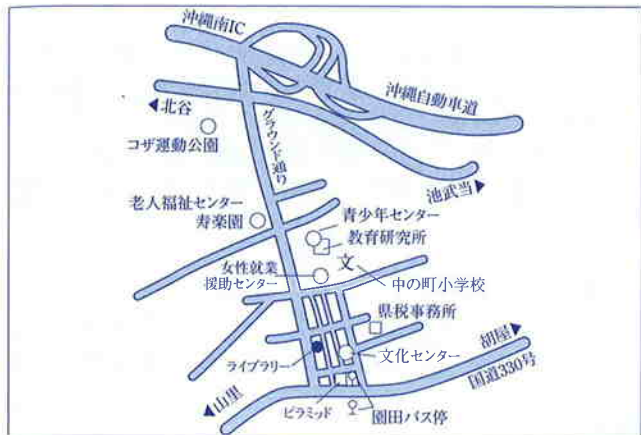 沖縄南IC
沖縄自動車道
◀北谷
コザ運動公園
グラウンド通り
池武当▶
老人福祉センター
寿楽園
青少年センター
教育研究所
女性就業
援助センター
文
中の町小学校
県税事務所
ライブラリー
文化センター
胡屋▶
国道330号
◀山里
ピラミッド
園田バス停